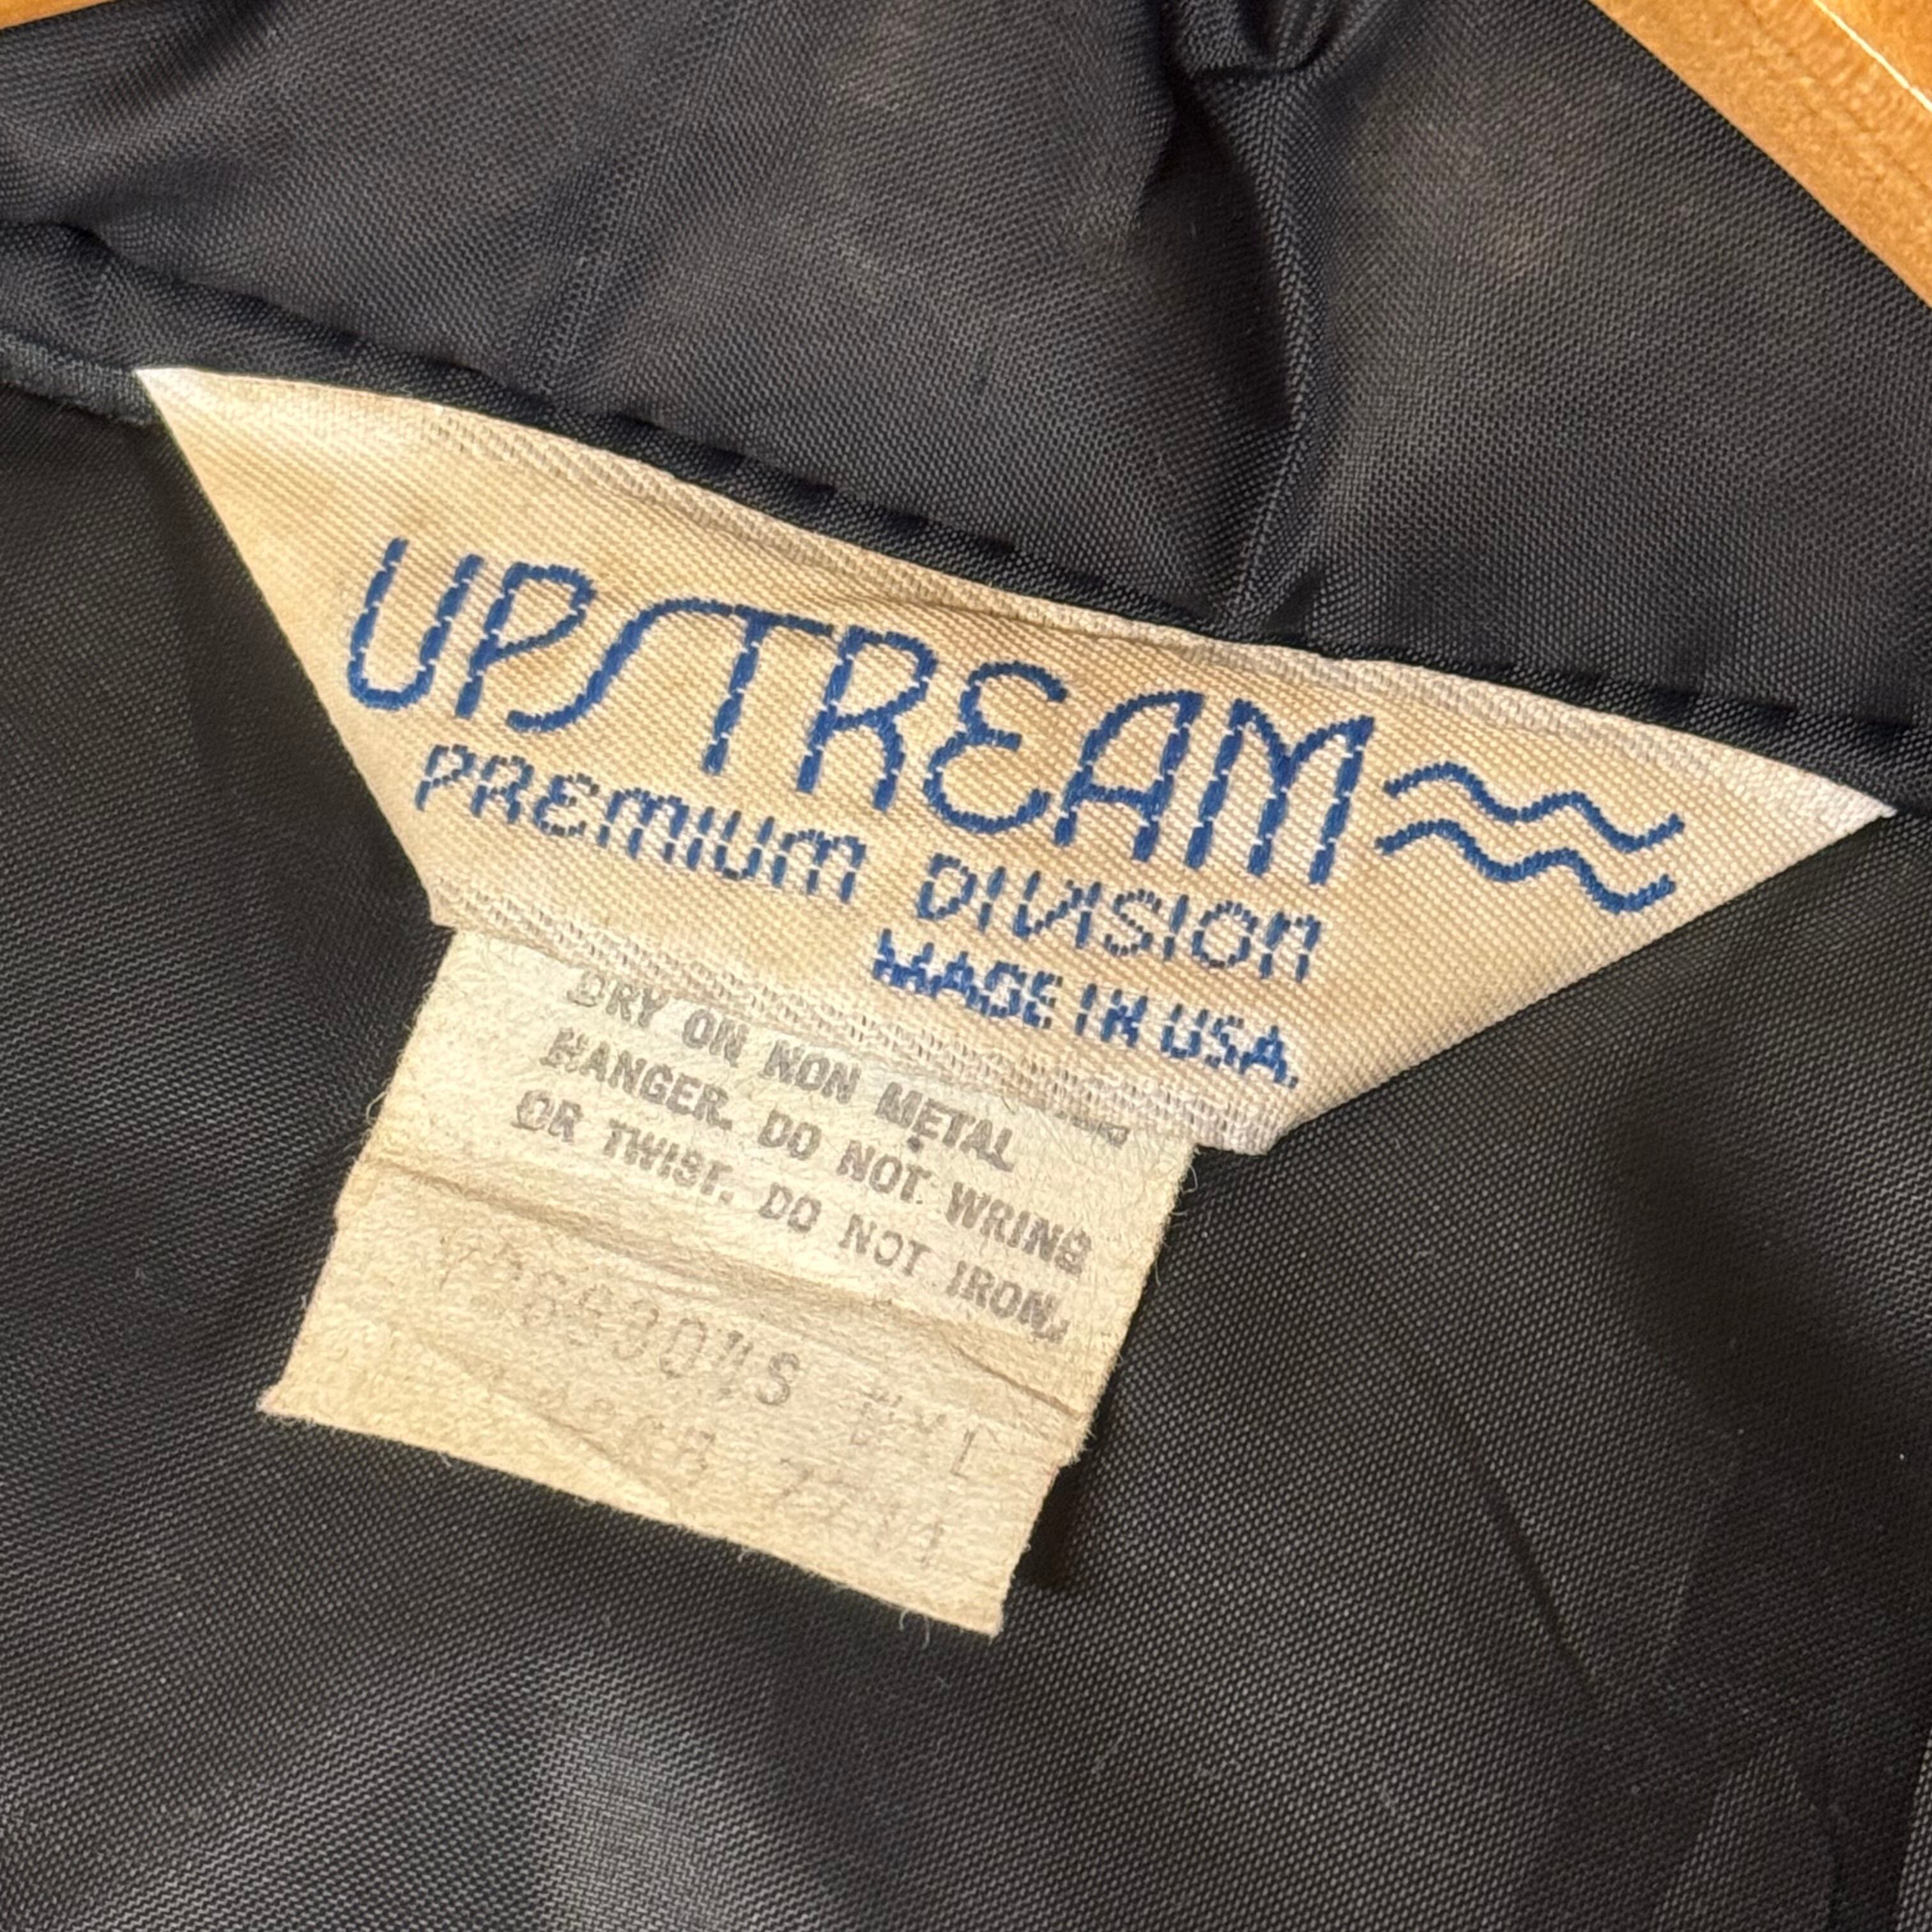 UPSTREAM
PREMIUM DIVISION
MADE IN USA.
DRY ON NON METAL
HANGER. DO NOT WRING
OR TWIST. DO NOT IRON.